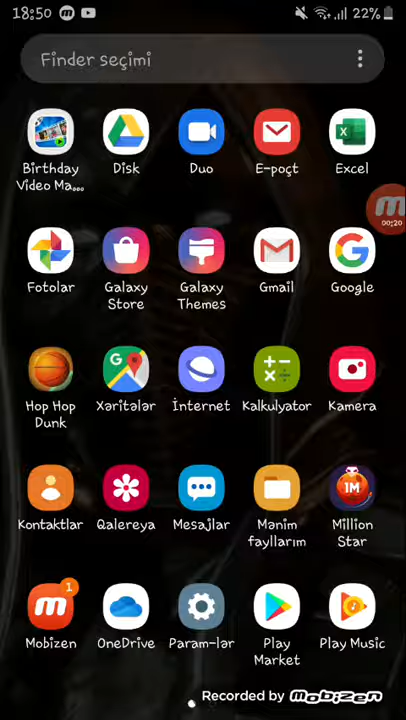 18:50
22%
Finder seçimi
Birthday
Video Ma...
Disk
Duo
E-poçt
Excel
00:20
Fotolar
Galaxy
Store
Galaxy
Themes
Gmail
Google
Hop Hop
Dunk
Xəritələr
İnternet
Kalkulyator
Kamera
Kontaktlar
Qalereya
Mesajlar
Mənim
fayllarım
1M
Million
Star
1
Mobizen
OneDrive
Param-lər
Play
Market
Play Music
Recorded by Mobizen